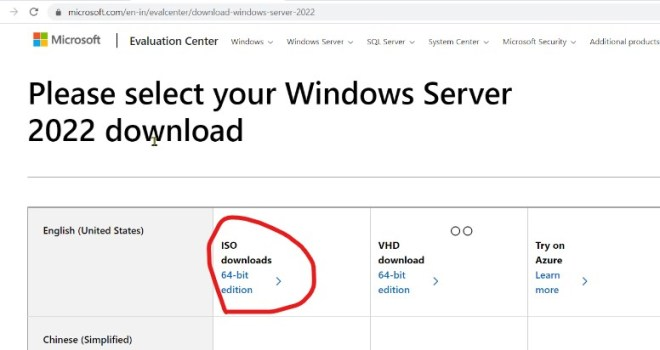 microsoft.com/en-in/evalcenter/download-windows-server-2022
Microsoft | Evaluation Center Windows Windows Server SQL Server System Center Microsoft Security Additional products
Please select your Windows Server
2022 download
English (United States)
ISO
downloads
64-bit
edition
VHD
download
64-bit
edition
Try on
Azure
Learn
more
Chinese (Simplified)